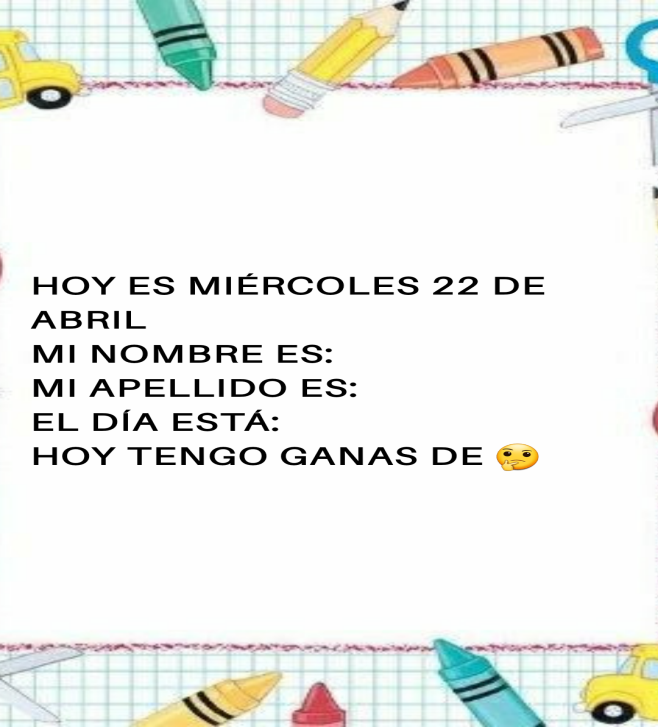 HOY ES MIÉRCOLES 22 DE
ABRIL
MI NOMBRE ES:
MI APELLIDO ES:
EL DÍA ESTÁ:
HOY TENGO GANAS DE 🤔